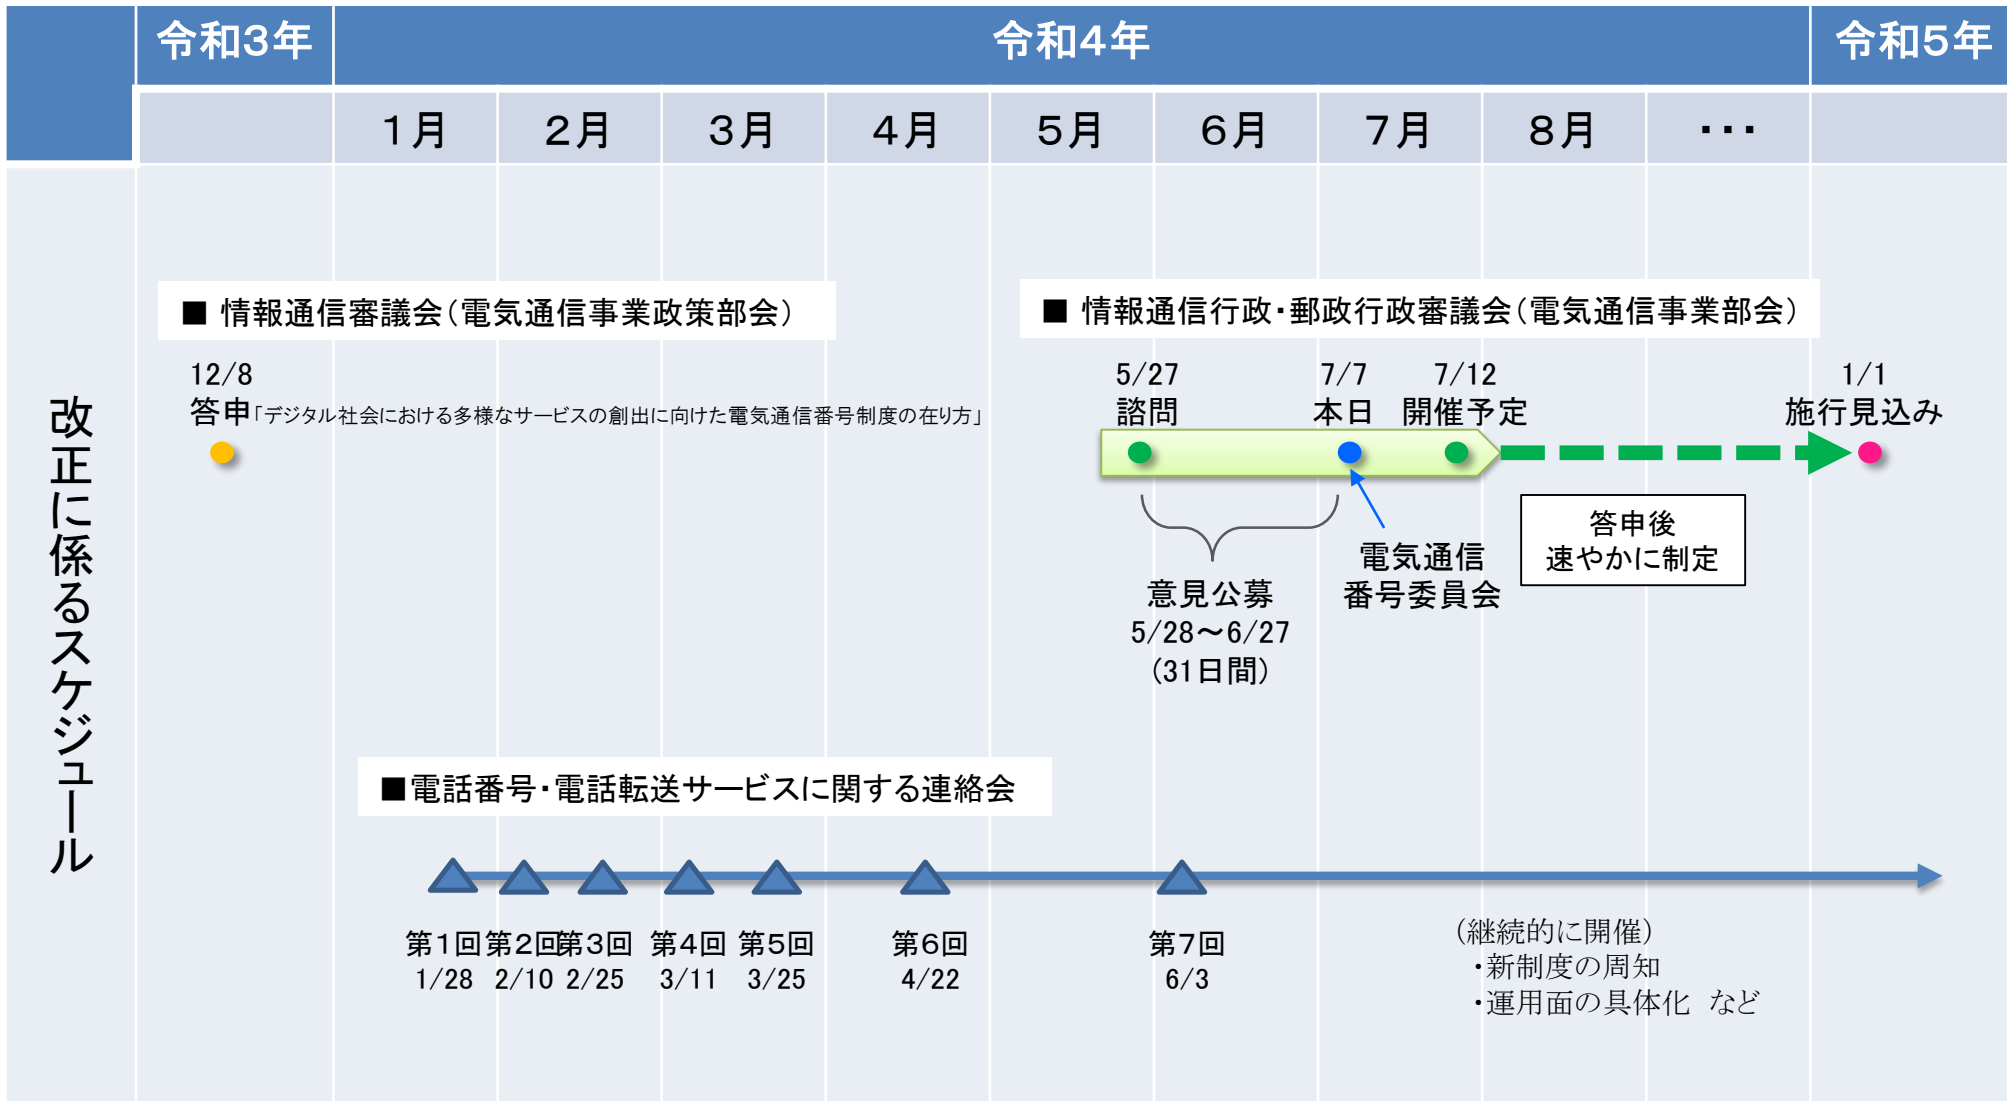 令和3年
令和4年
令和5年
1月
2月
3月
4月
5月
6月
7月
8月
・・・
改正に係るスケジュール
■ 情報通信審議会(電気通信事業政策部会)
12/8
答申「デジタル社会における多様なサービスの創出に向けた電気通信番号制度の在り方」
■ 情報通信行政・郵政行政審議会(電気通信事業部会)
5/27
諮問
7/7
本日
7/12
開催予定
1/1
施行見込み
答申後
速やかに制定
電気通信
番号委員会
意見公募
5/28~6/27
(31日間)
■電話番号・電話転送サービスに関する連絡会
第1回
1/28
第2回
2/10
第3回
2/25
第4回
3/11
第5回
3/25
第6回
4/22
第7回
6/3
(継続的に開催)
・新制度の周知
・運用面の具体化 など